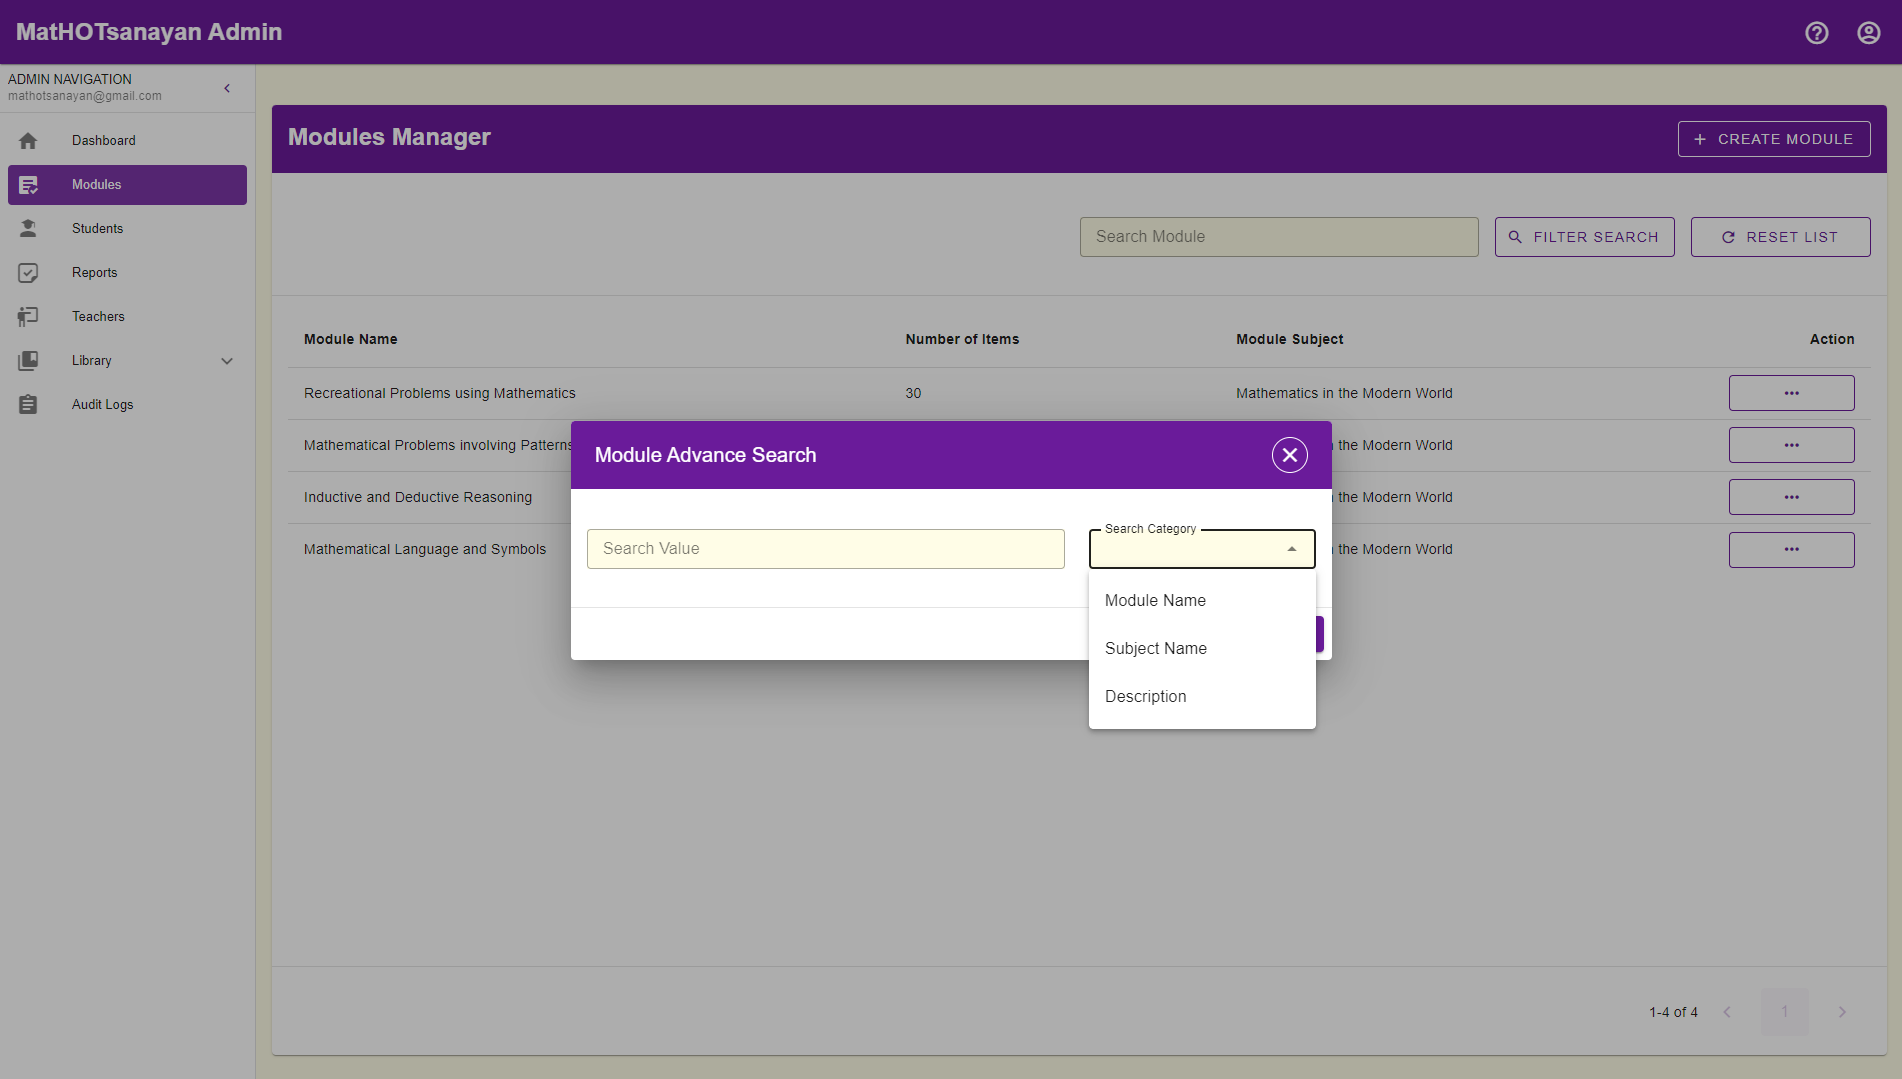 MatHOTsanayan Admin
ADMIN NAVIGATION
mathotsanayan@gmail.com
Dashboard
Modules
Students
Reports
Teachers
Library
Audit Logs
Modules Manager
CREATE MODULE
Search Module
FILTER SEARCH
RESET LIST
Module Name Number of Items Module Subject Action
Recreational Problems using Mathematics 30 Mathematics in the Modern World
Mathematical Problems involving Patterns the Modern World
Inductive and Deductive Reasoning the Modern World
Mathematical Language and Symbols the Modern World
Module Advance Search
Search Value
Search Category
Module Name
Subject Name
Description
1-4 of 4
1